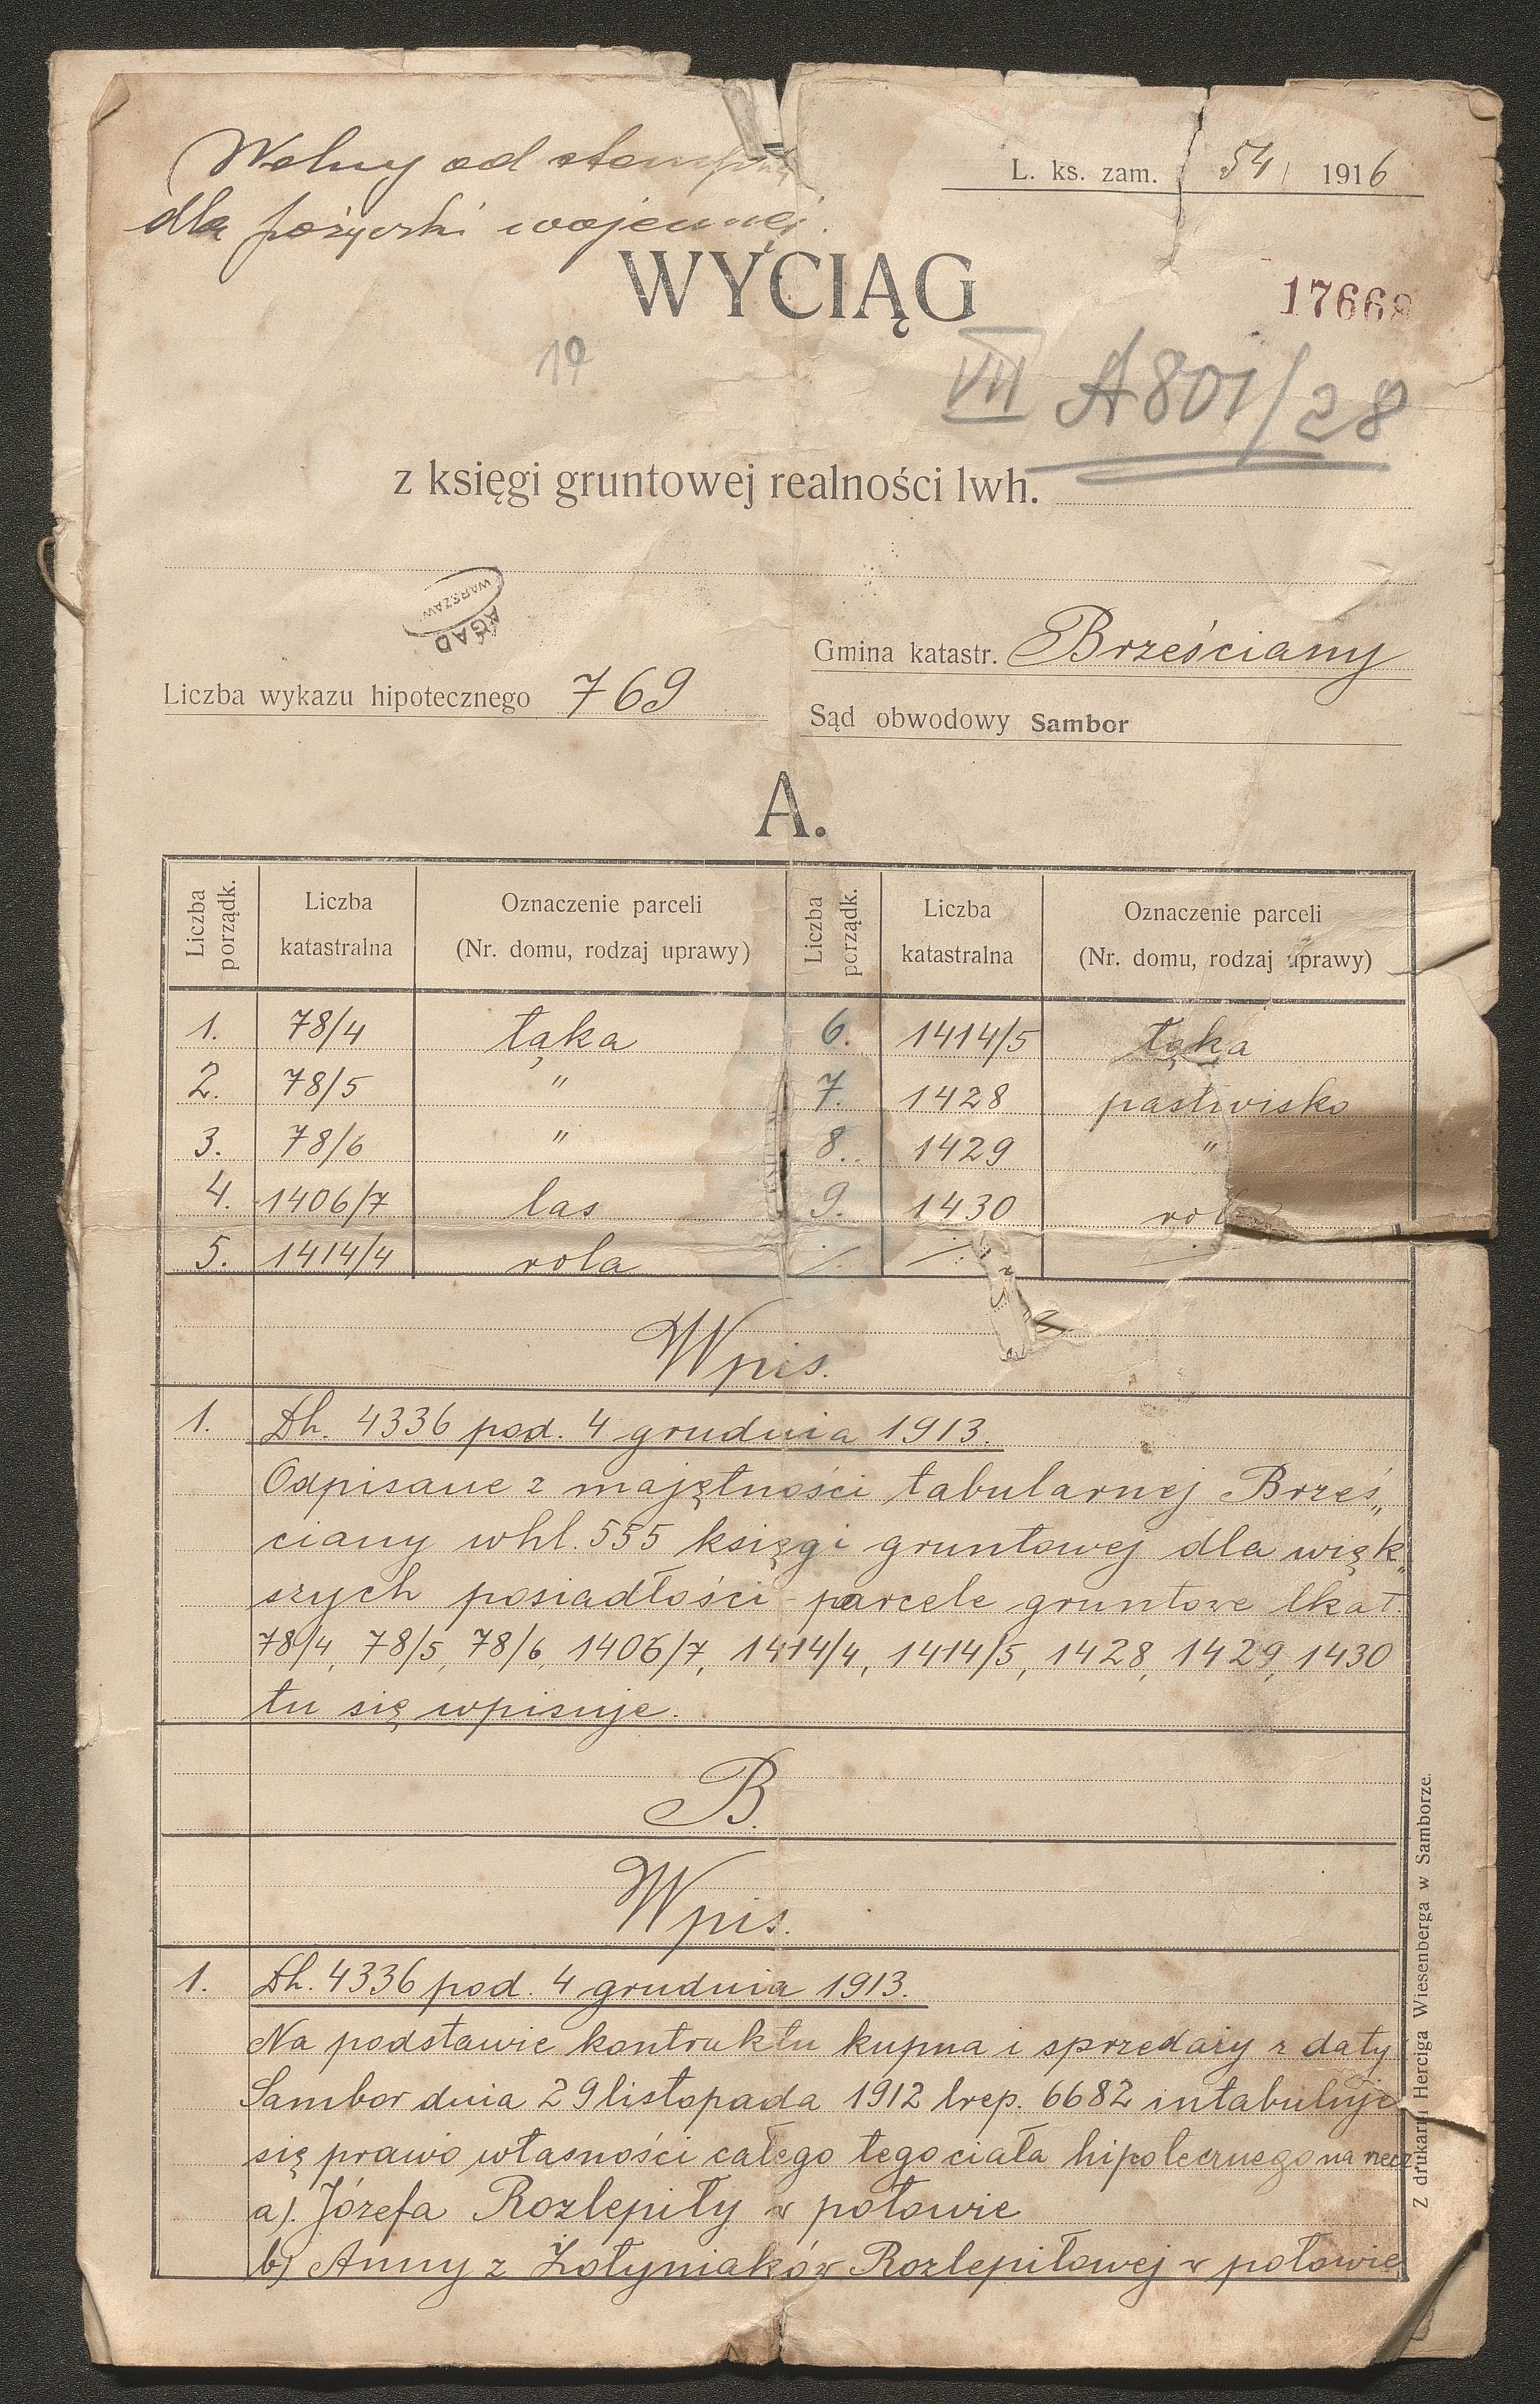 Wolny od stempla
dla pożyczki wojennej.
L. ks. zam. 54 / 1916
WYCIĄG
17668
19
VII A 801/28
z księgi gruntowej realności lwh.
AGAD
WARSZAW
Gmina katastr. Brześciany
Liczba wykazu hipotecznego 769
Sąd obwodowy Sambor
A.
Liczba porządk. Liczba katastralna Oznaczenie parceli (Nr. domu, rodzaj uprawy) Liczba porządk. Liczba katastralna Oznaczenie parceli (Nr. domu, rodzaj uprawy)
1. 78/4 łąka 6. 1414/5 łąka
2. 78/5 " 7. 1428 pastwisko
3. 78/6 " 8. 1429 "
4. 1406/7 las 9. 1430 rol
5. 1414/4 rola ./. ./. ./.
Wpis.
1. Dh. 4336 pod. 4 grudnia 1913.
Odpisane z majętności tabularnej Brześ„
ciany whl. 555 księgi gruntowej dla więk„
szych posiadłości - parcele gruntowe lkat.
78/4, 78/5, 78/6, 1406/7, 1414/4, 1414/5, 1428, 1429, 1430
tu się wpisuje.
B.
Wpis.
1. Dh. 4336 pod. 4 grudnia 1913.
Na podstawie kontraktu kupna i sprzedaży z daty
Sambor dnia 29 listopada 1912 lrep. 6682 intabuluje
się prawo własności całego tego ciała hipotecznego na rzecz
a). Józefa Rozlepiły w połowie
b) Anny z Żołyniaków Rozlepiłowej w połowie
Z drukarni Herciga Wiesenberga w Samborze.